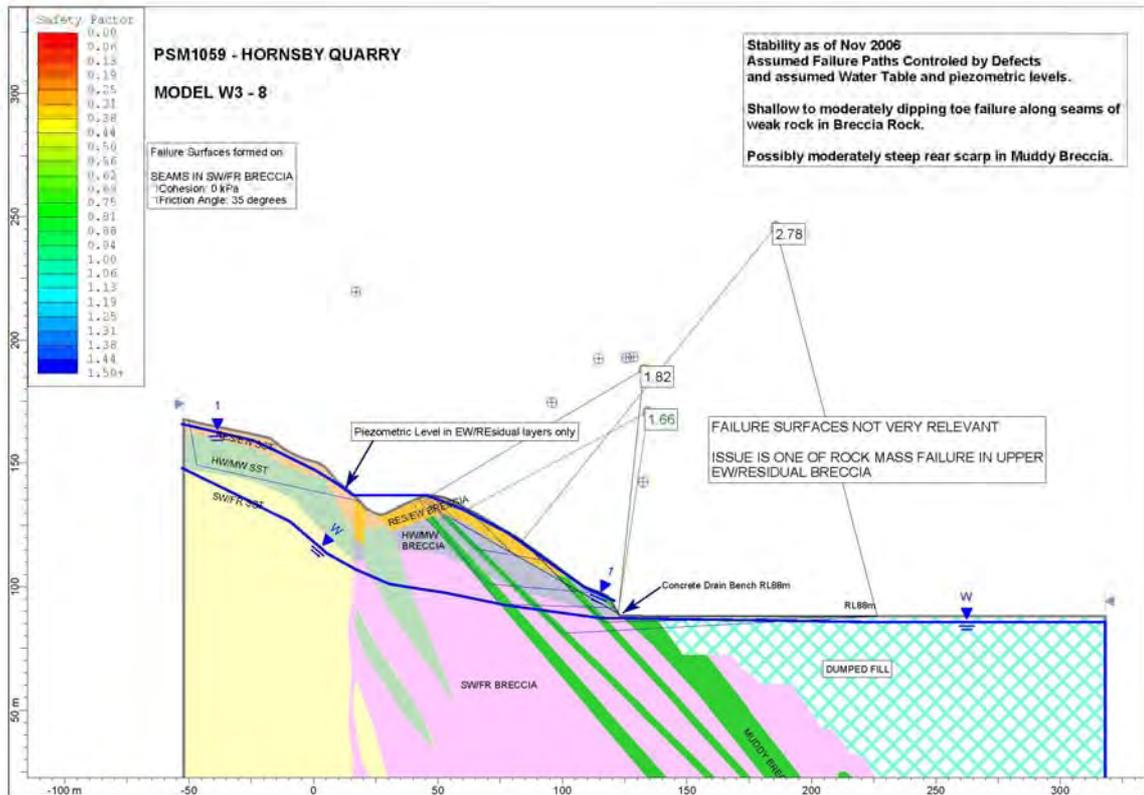 Safety Factor
0.00
0.06
0.13
0.19
0.25
0.31
0.38
0.44
0.50
0.56
0.62
0.69
0.75
0.81
0.88
0.94
1.00
1.06
1.13
1.19
1.25
1.31
1.38
1.44
1.50+
PSM1059 - HORNSBY QUARRY
MODEL W3 - 8
Failure Surfaces formed on
SEAMS IN SW/FR BRECCIA
Cohesion: 0 kPa
Friction Angle: 35 degrees
Stability as of Nov 2006
Assumed Failure Paths Controled by Defects
and assumed Water Table and piezometric levels.
Shallow to moderately dipping toe failure along seams of
weak rock in Breccia Rock.
Possibly moderately steep rear scarp in Muddy Breccia.
2.78
1.82
1.66
FAILURE SURFACES NOT VERY RELEVANT
ISSUE IS ONE OF ROCK MASS FAILURE IN UPPER
EW/RESIDUAL BRECCIA
Piezometric Level in EW/REsidual layers only
1
RES/EW SST
HW/MW SST
SW/FR SST
W
RES/EW BRECCIA
HW/MW
BRECCIA
1
Concrete Drain Bench RL88m
RL88m
W
SW/FR BRECCIA
DUMPED FILL
MUDDY BREC
300
250
200
150
100
50 m
-100 m
-50
0
50
100
150
200
250
300